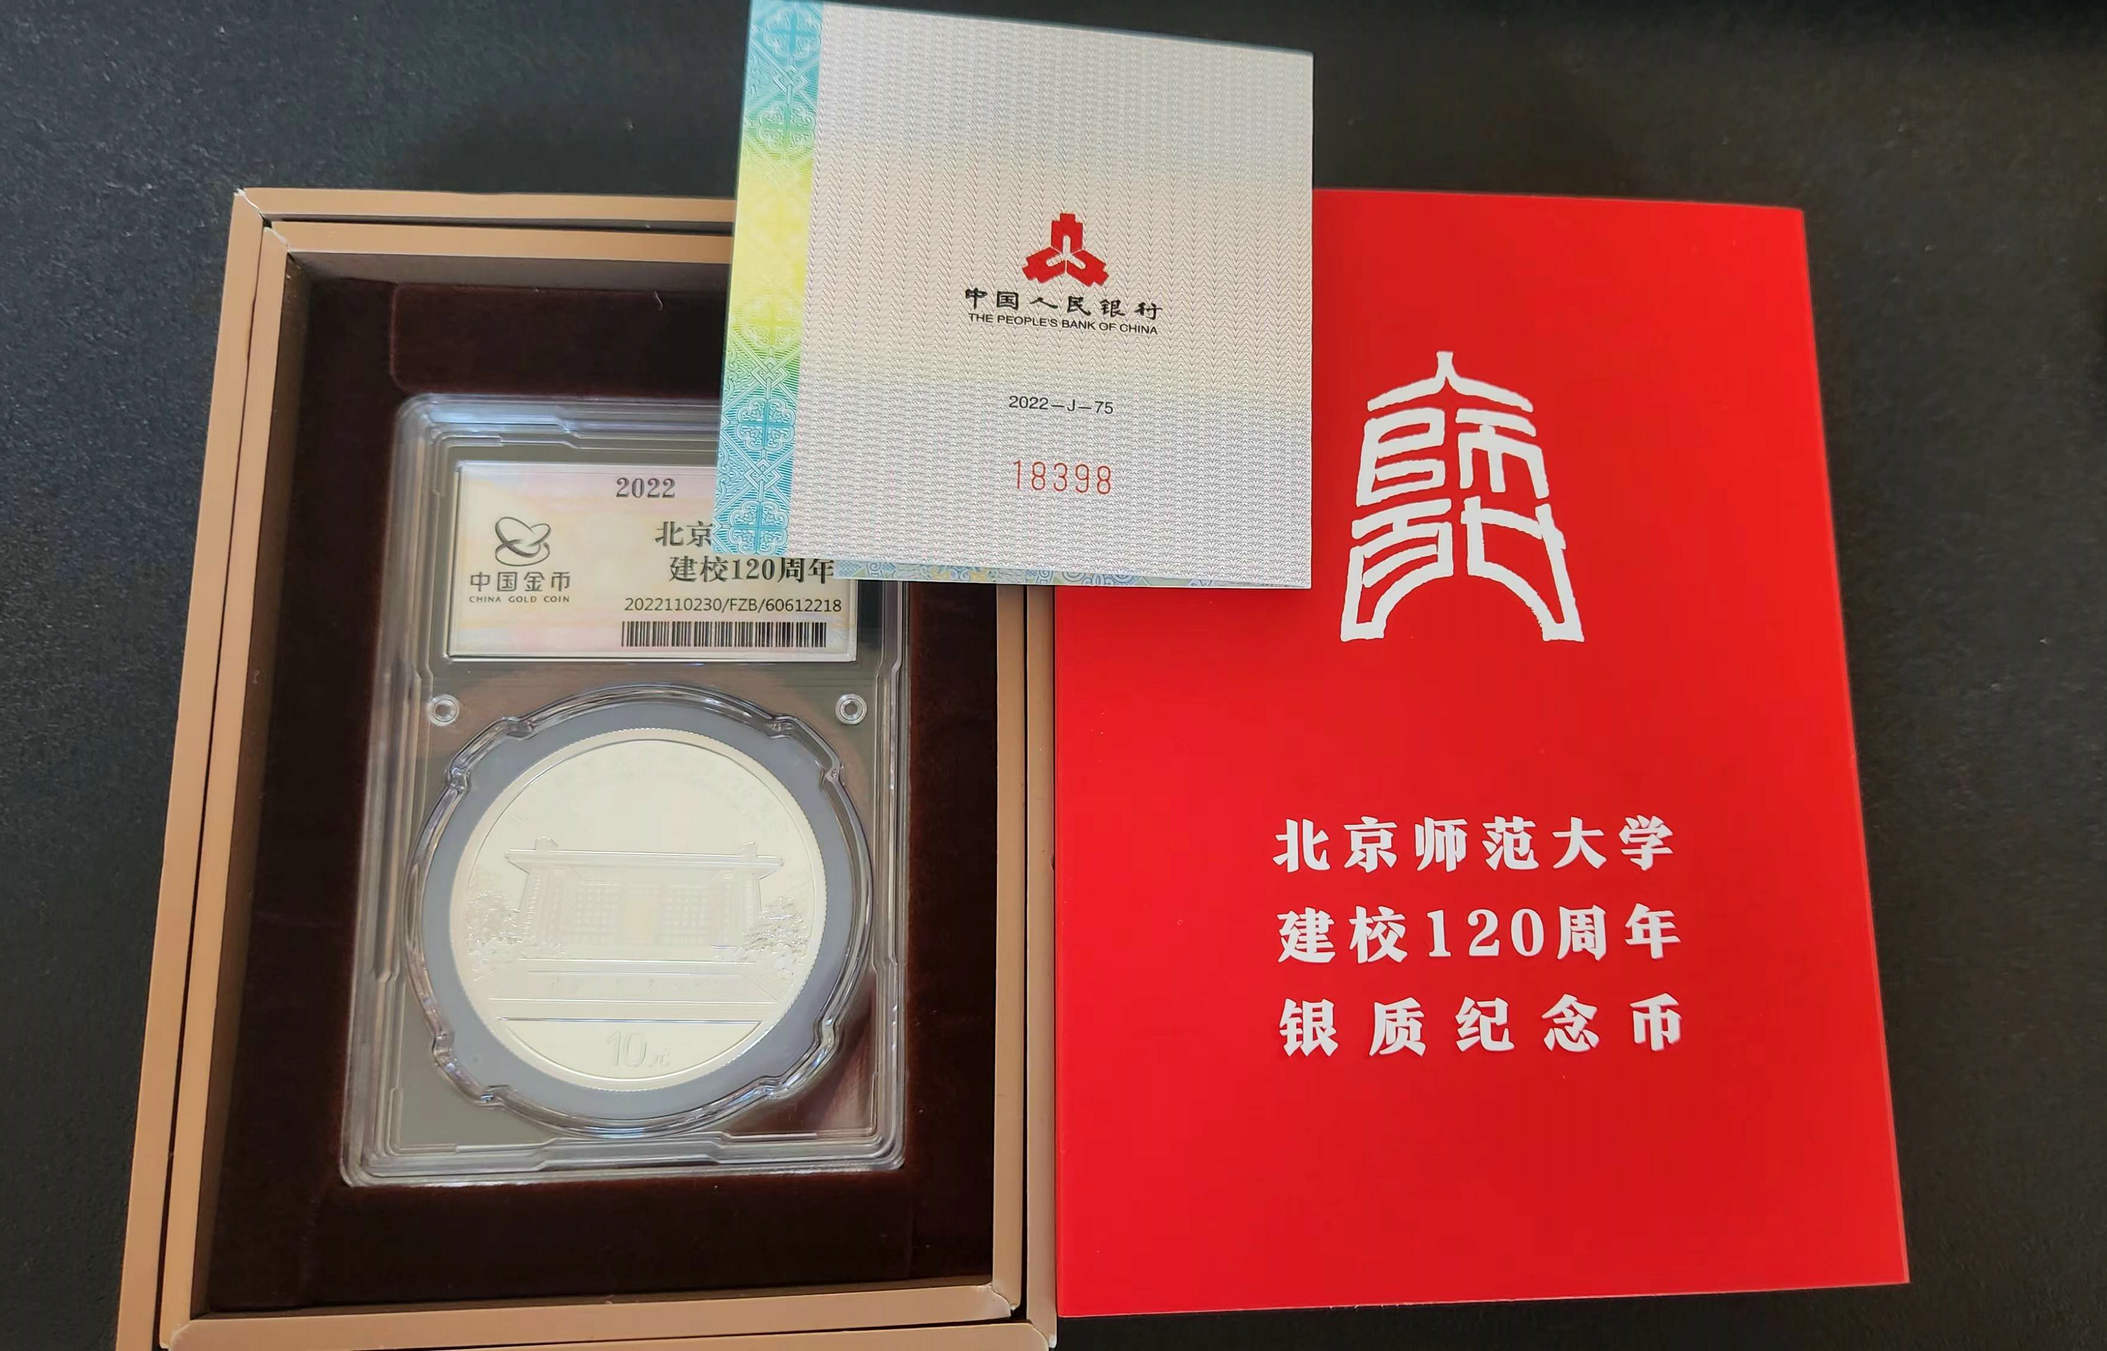 中国人民银行
THE PEOPLE'S BANK OF CHINA
2022-J-75
18398
2022
北京
建校120周年
中国金币
CHINA GOLD COIN
2022110230/FZB/60612218
10元
北京师范大学
建校120周年
银质纪念币